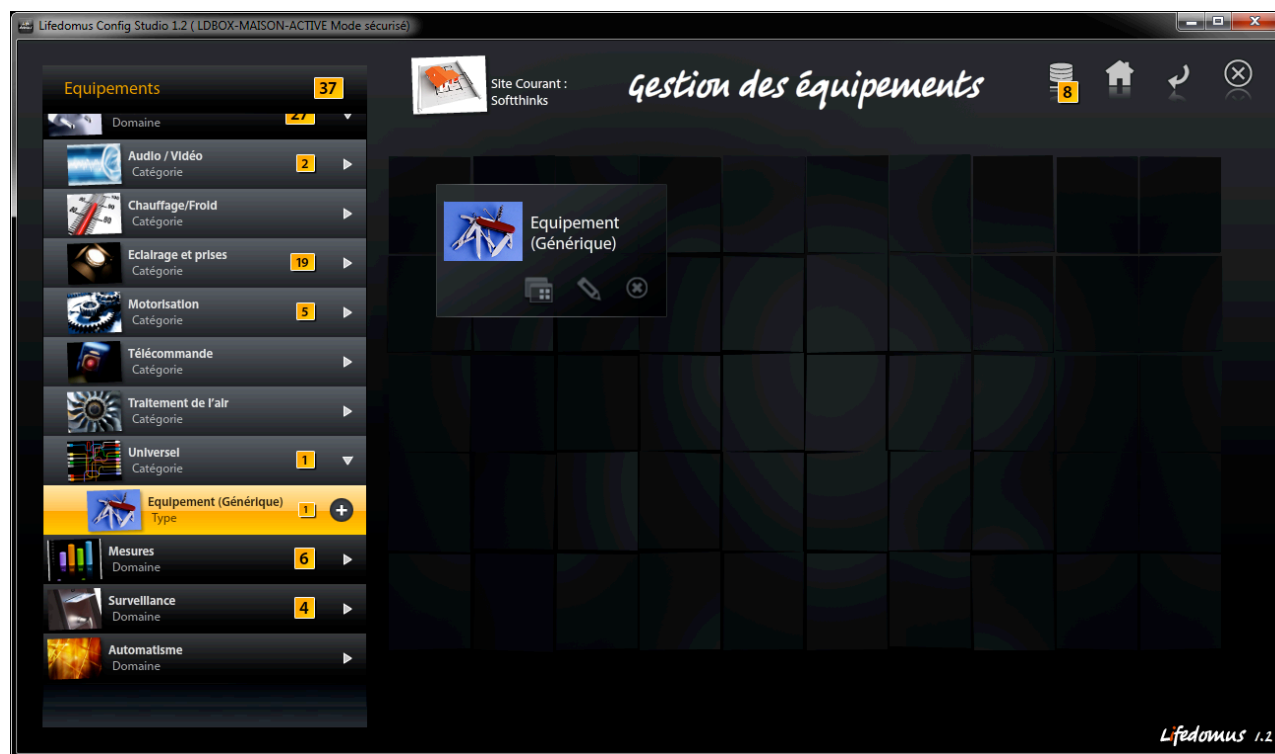 Lifedomus Config Studio 1.2 ( LDBOX-MAISON-ACTIVE Mode sécurisé)
Equipements 37
Site Courant :
Softthinks
Gestion des équipements
8
Domaine 27
Audio / Vidéo
Catégorie
2
Chauffage/Froid
Catégorie
Eclairage et prises
Catégorie
19
Motorisation
Catégorie
5
Télécommande
Catégorie
Traitement de l'air
Catégorie
Universel
Catégorie
1
Equipement (Générique)
Type
1
Mesures
Domaine
6
Surveillance
Domaine
4
Automatisme
Domaine
Equipement
(Générique)
Lifedomus 1.2